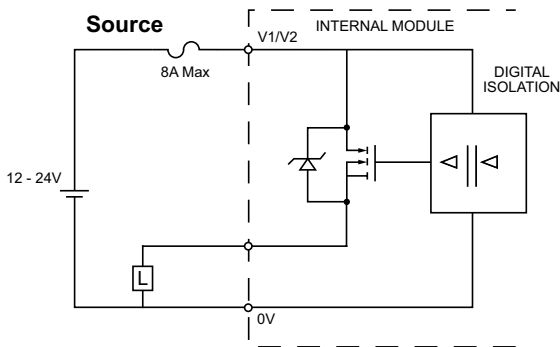 Source
INTERNAL MODULE
V1/V2
8A Max
DIGITAL
ISOLATION
12 - 24V
L
0V